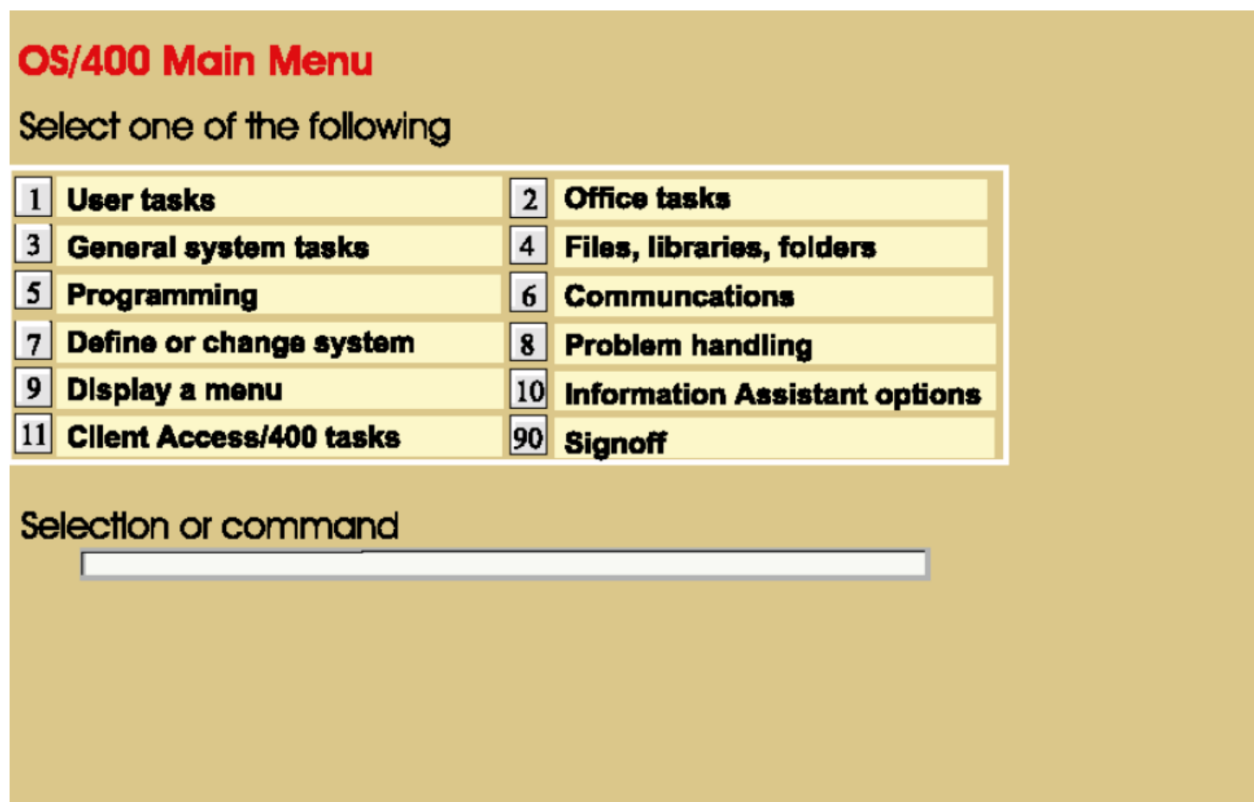 OS/400 Main Menu
Select one of the following
1 User tasks 2 Office tasks
3 General system tasks 4 Files, libraries, folders
5 Programming 6 Communcations
7 Define or change system 8 Problem handling
9 Display a menu 10 Information Assistant options
11 Client Access/400 tasks 90 Signoff
Selection or command